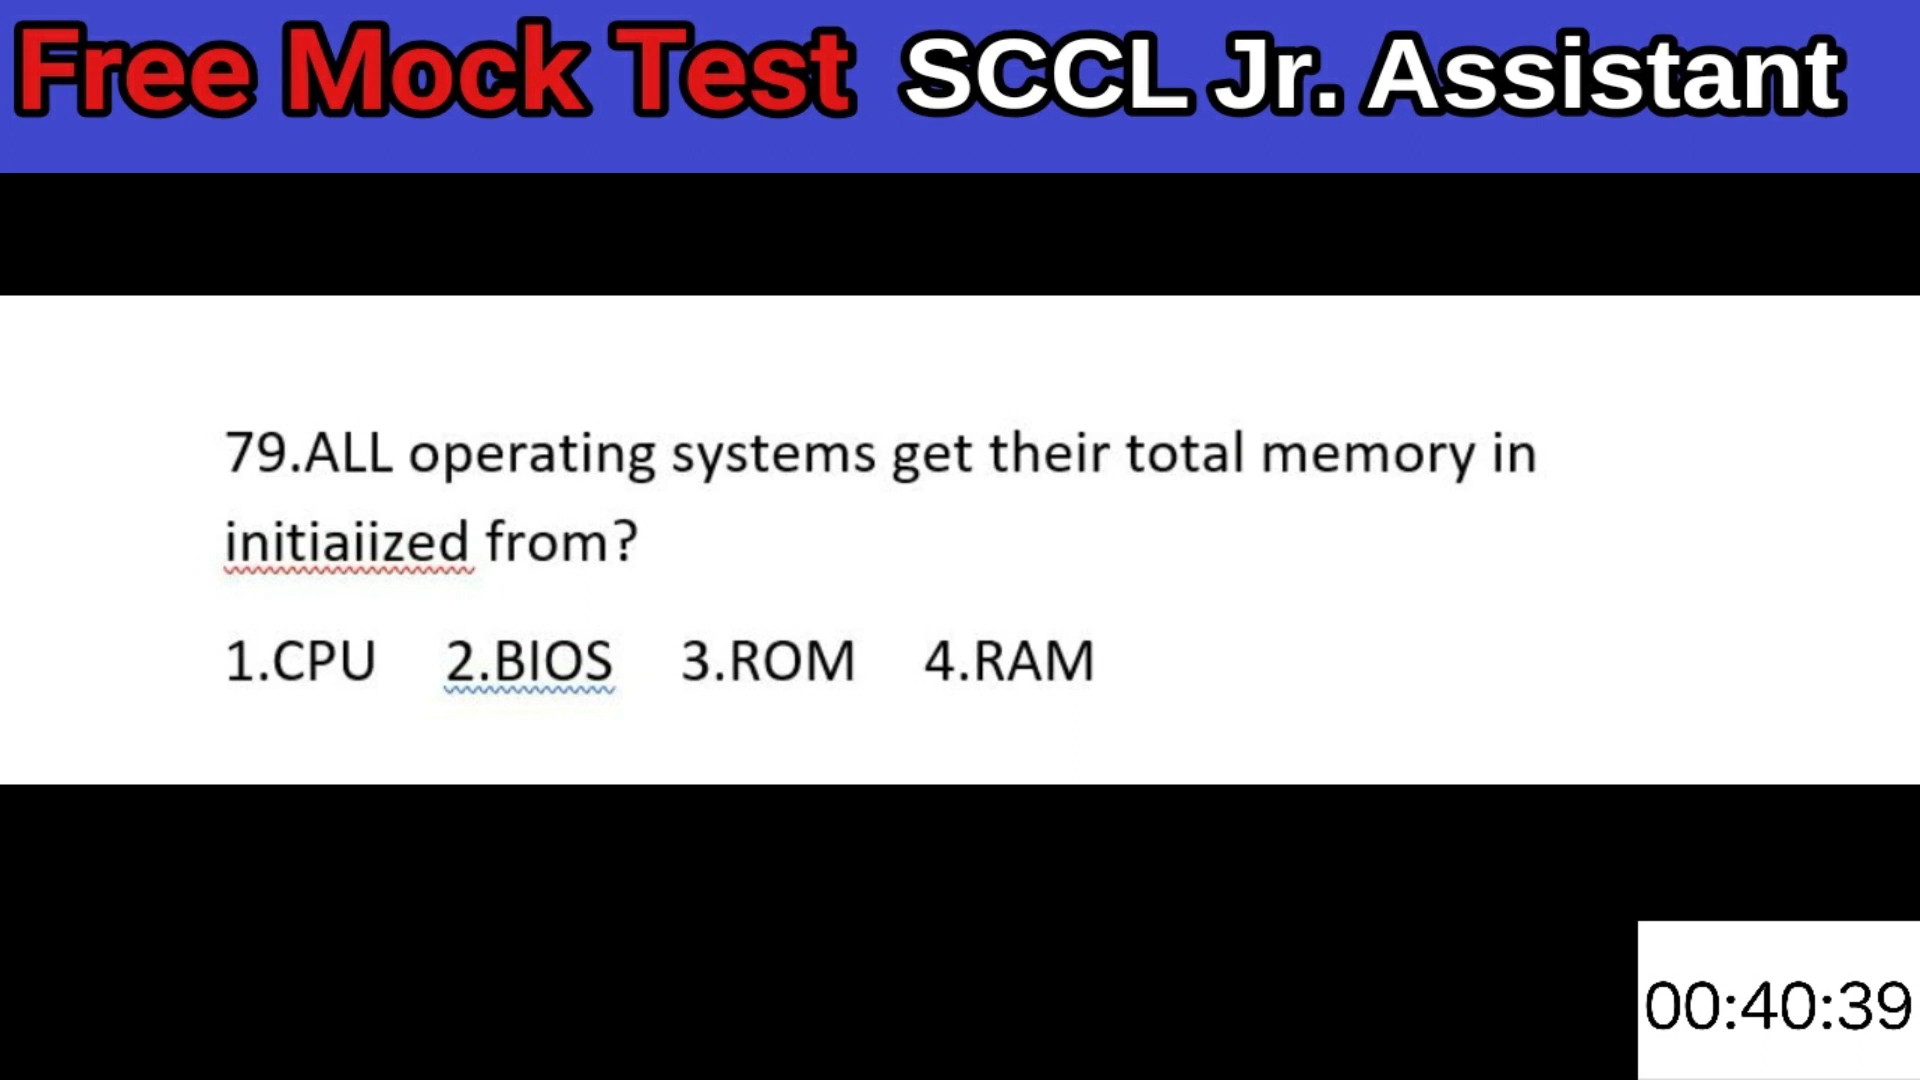 Free Mock Test SCCL Jr. Assistant
79.ALL operating systems get their total memory in
initiaiized from?
1.CPU 2.BIOS 3.ROM 4.RAM
00:40:39